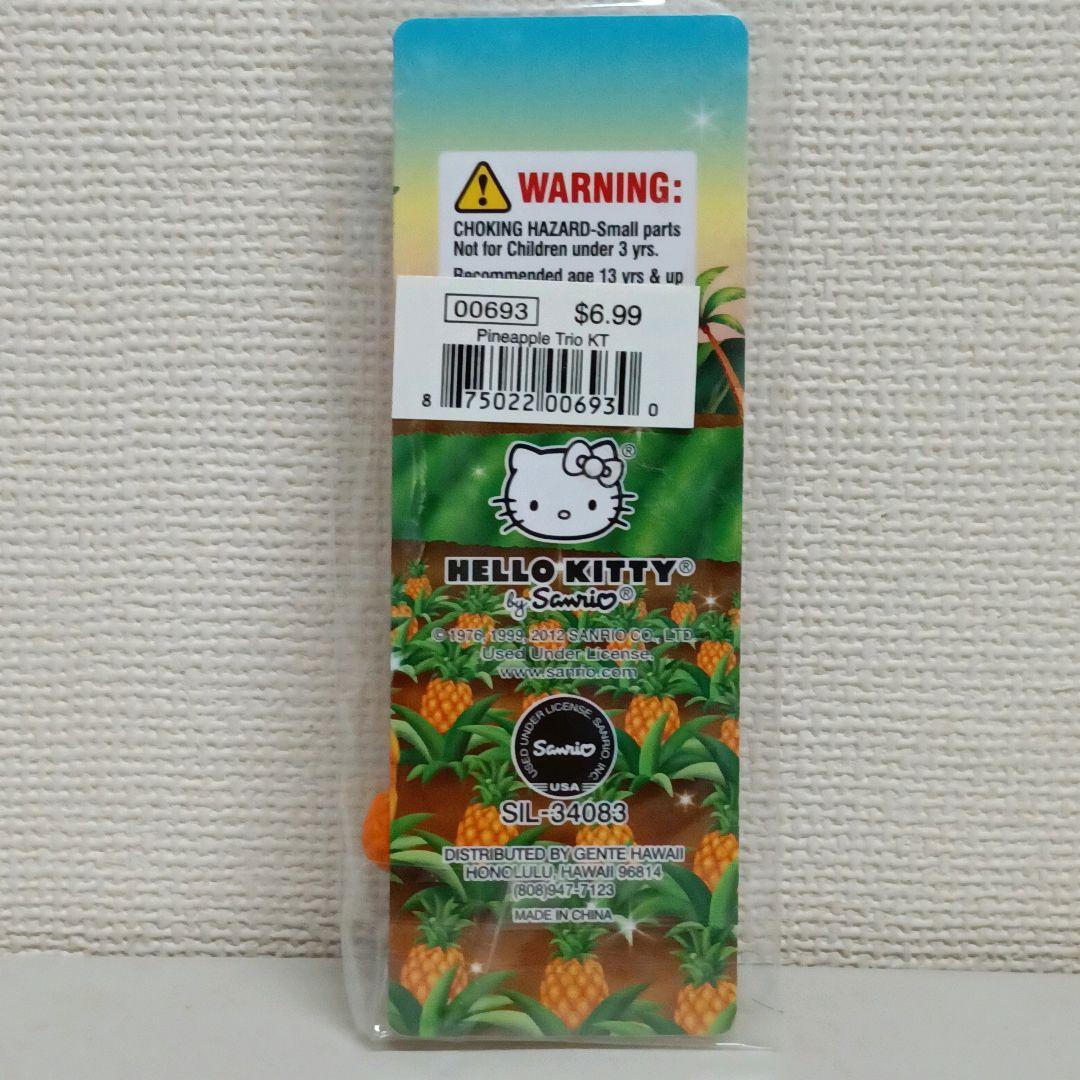 WARNING:
CHOKING HAZARD-Small parts
Not for Children under 3 yrs.
Recommended age 13 yrs & up
00693 $6.99
Pineapple Trio KT
8 75022 00693 0
®
HELLO KITTY®
by Sanrio®
© 1976, 1999, 2012 SANRIO CO., LTD.
Used Under License.
www.sanrio.com
USED UNDER LICENSE SANRIO, INC.
Sanrio
USA
SIL-34083
DISTRIBUTED BY GENTE HAWAII
HONOLULU, HAWAII 96814
(808)947-7123
MADE IN CHINA